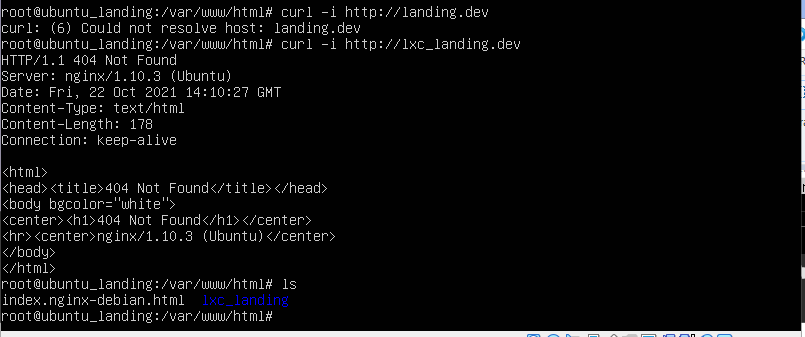 root@ubuntu_landing:/var/www/html# curl -i http://landing.dev
curl: (6) Could not resolve host: landing.dev
root@ubuntu_landing:/var/www/html# curl -i http://lxc_landing.dev
HTTP/1.1 404 Not Found
Server: nginx/1.10.3 (Ubuntu)
Date: Fri, 22 Oct 2021 14:10:27 GMT
Content-Type: text/html
Content-Length: 178
Connection: keep-alive

<html>
<head><title>404 Not Found</title></head>
<body bgcolor="white">
<center><h1>404 Not Found</h1></center>
<hr><center>nginx/1.10.3 (Ubuntu)</center>
</body>
</html>
root@ubuntu_landing:/var/www/html# ls
index.nginx-debian.html  lxc_landing
root@ubuntu_landing:/var/www/html#